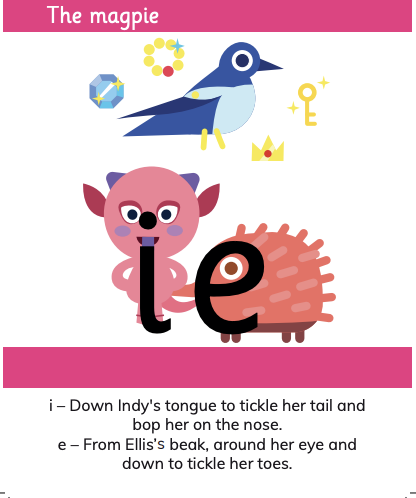 The magpie
ie
i – Down Indy's tongue to tickle her tail and
bop her on the nose.
e – From Ellis’s beak, around her eye and
down to tickle her toes.